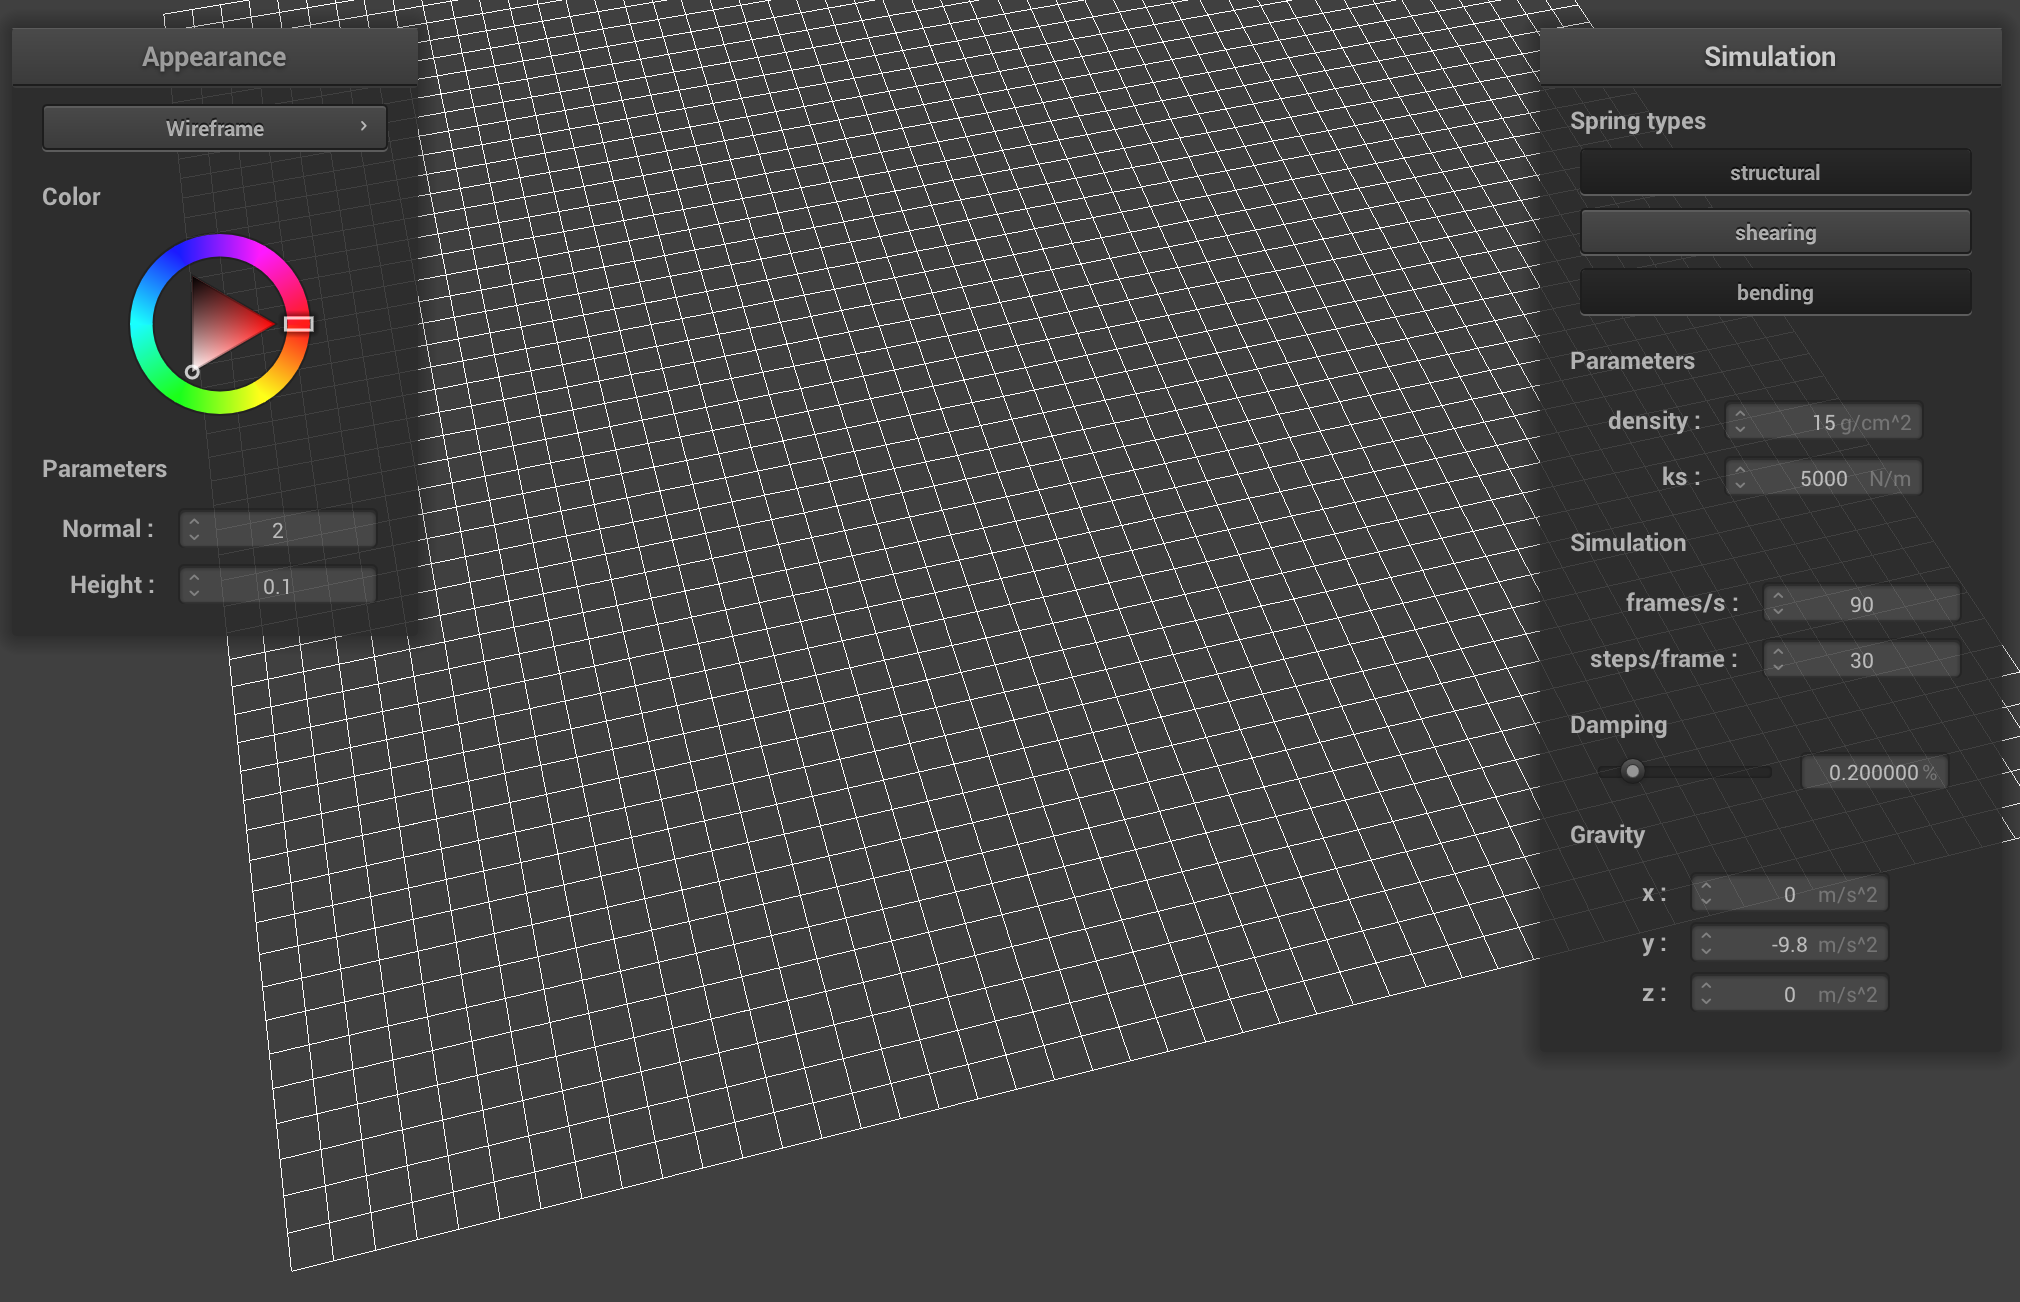 Appearance
Wireframe
Color
Parameters
Normal : 2
Height : 0.1
Simulation
Spring types
structural
shearing
bending
Parameters
density : 15 g/cm^2
ks : 5000 N/m
Simulation
frames/s : 90
steps/frame : 30
Damping
0.200000 %
Gravity
x : 0 m/s^2
y : -9.8 m/s^2
z : 0 m/s^2